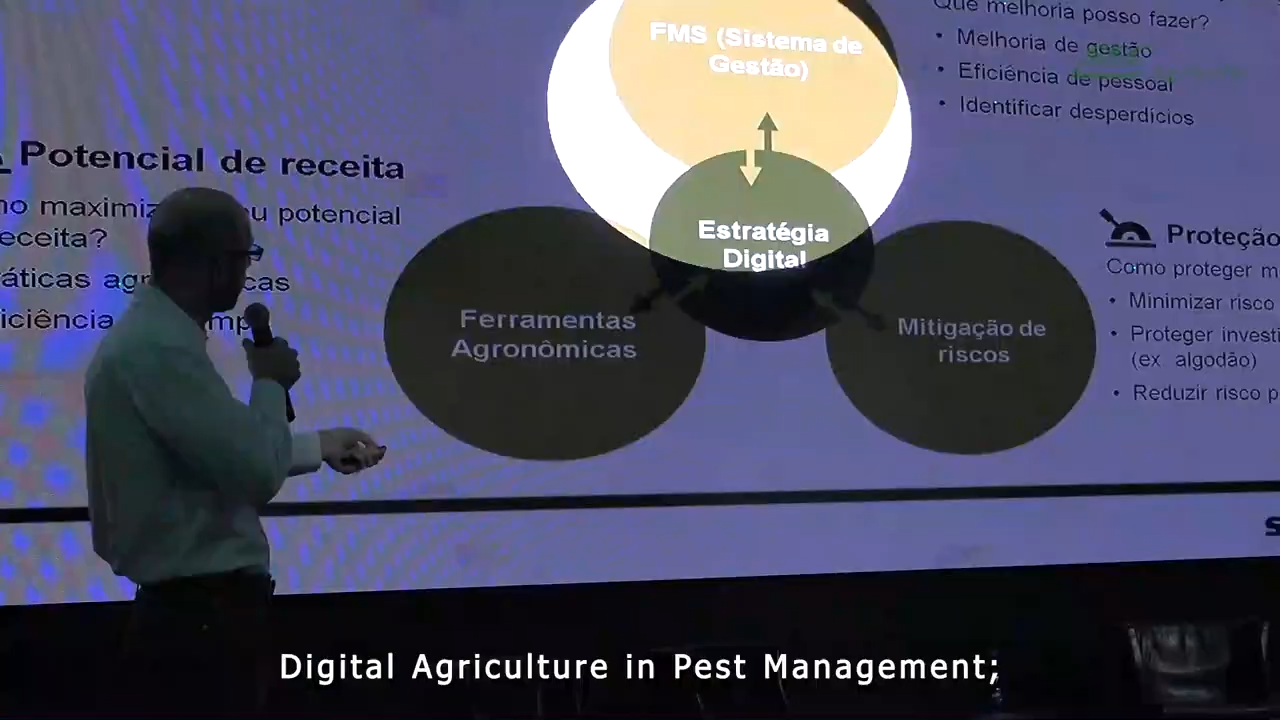 FMS (Sistema de
Gestão)
Estratégia
Digital
Ferramentas
Agronômicas
Mitigação de
riscos
Potencial de receita
potencial
eceita?
Que melhoria posso fazer?
• Melhoria de gestão
• Eficiência de pessoal
• Identificar desperdícios
Proteção
Como proteger m
• Minimizar risco
• Proteger investi
(ex. algodão)
• Reduzir risco p
Digital Agriculture in Pest Management;